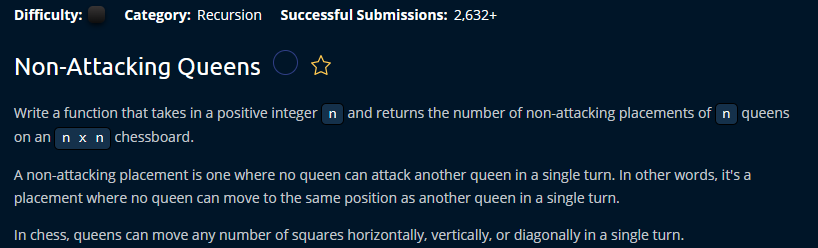 Difficulty: Category: Recursion Successful Submissions: 2,632+
Non-Attacking Queens
Write a function that takes in a positive integer n and returns the number of non-attacking placements of n queens
on an n x n chessboard.
A non-attacking placement is one where no queen can attack another queen in a single turn. In other words, it's a
placement where no queen can move to the same position as another queen in a single turn.
In chess, queens can move any number of squares horizontally, vertically, or diagonally in a single turn.